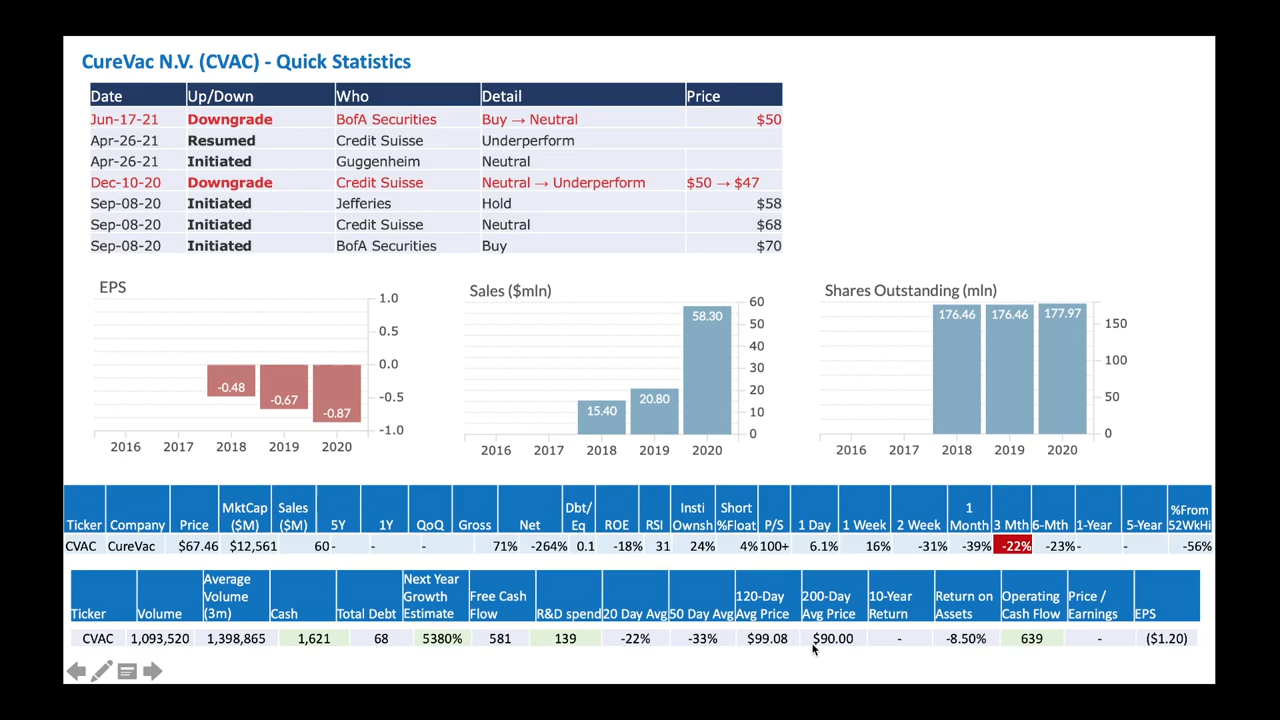 CureVac N.V. (CVAC) - Quick Statistics
Date Up/Down Who Detail Price
Jun-17-21 Downgrade BofA Securities Buy → Neutral $50
Apr-26-21 Resumed Credit Suisse Underperform
Apr-26-21 Initiated Guggenheim Neutral
Dec-10-20 Downgrade Credit Suisse Neutral → Underperform $50 → $47
Sep-08-20 Initiated Jefferies Hold $58
Sep-08-20 Initiated Credit Suisse Neutral $68
Sep-08-20 Initiated BofA Securities Buy $70
EPS
1.0
0.5
0.0
-0.5
-1.0
-0.48 -0.67 -0.87
2016 2017 2018 2019 2020
Sales ($mln)
60
50
40
30
20
10
0
15.40 20.80 58.30
2016 2017 2018 2019 2020
Shares Outstanding (mln)
150
100
50
0
176.46 176.46 177.97
2016 2017 2018 2019 2020
Ticker Company Price MktCap ($M) Sales ($M) 5Y 1Y QoQ Gross Net Dbt/ Eq ROE RSI Insti Ownsh Short %Float P/S 1 Day 1 Week 2 Week 1 Month 3 Mth 6-Mth 1-Year 5-Year %From 52WkHi
CVAC CureVac $67.46 $12,561 60 - - - 71% -264% 0.1 -18% 31 24% 4% 100+ 6.1% 16% -31% -39% -22% -23% - - -56%
Ticker Volume Average Volume (3m) Cash Total Debt Next Year Growth Estimate Free Cash Flow R&D spend 20 Day Avg 50 Day Avg 120-Day Avg Price 200-Day Avg Price 10-Year Return Return on Assets Operating Cash Flow Price / Earnings EPS
CVAC 1,093,520 1,398,865 1,621 68 5380% 581 139 -22% -33% $99.08 $90.00 - -8.50% 639 - ($1.20)